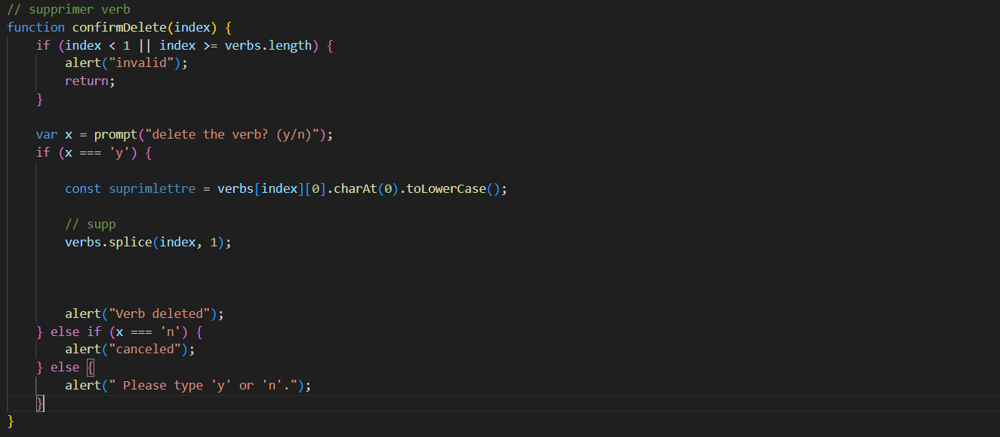 // supprimer verb
function confirmDelete(index) {
    if (index < 1 || index >= verbs.length) {
        alert("invalid");
        return;
    }
    var x = prompt("delete the verb? (y/n)");
    if (x === 'y') {
        const suprimlettre = verbs[index][0].charAt(0).toLowerCase();
        // supp
        verbs.splice(index, 1);
        alert("Verb deleted");
    } else if (x === 'n') {
        alert("canceled");
    } else {
        alert(" Please type 'y' or 'n'.");
    }
}